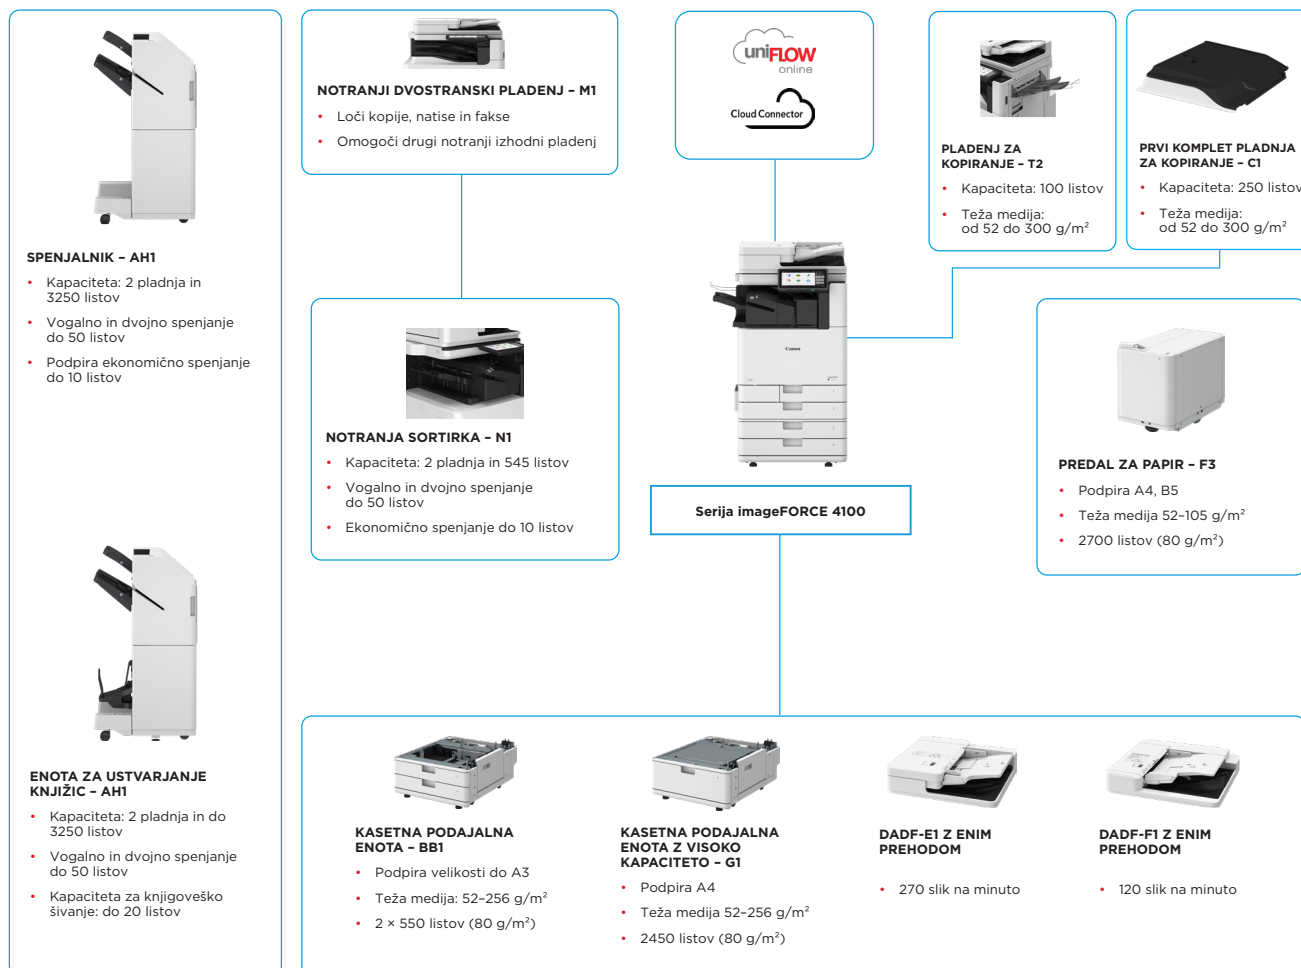 SPENJALNIK – AH1
• Kapaciteta: 2 pladnja in
3250 listov
• Vogalno in dvojno spenjanje
do 50 listov
• Podpira ekonomično spenjanje
do 10 listov
ENOTA ZA USTVARJANJE
KNJIŽIC – AH1
• Kapaciteta: 2 pladnja in do
3250 listov
• Vogalno in dvojno spenjanje
do 50 listov
• Kapaciteta za knjigoveško
šivanje: do 20 listov
NOTRANJI DVOSTRANSKI PLADENJ – M1
• Loči kopije, natise in fakse
• Omogoči drugi notranji izhodni pladenj
NOTRANJA SORTIRKA – N1
• Kapaciteta: 2 pladnja in 545 listov
• Vogalno in dvojno spenjanje
do 50 listov
• Ekonomično spenjanje do 10 listov
uniFLOW
online
Cloud Connector
Canon
Serija imageFORCE 4100
PLADENJ ZA
KOPIRANJE – T2
• Kapaciteta: 100 listov
• Teža medija:
od 52 do 300 g/m²
PRVI KOMPLET PLADNJA
ZA KOPIRANJE – C1
• Kapaciteta: 250 listov
• Teža medija:
od 52 do 300 g/m²
PREDAL ZA PAPIR – F3
• Podpira A4, B5
• Teža medija 52–105 g/m²
• 2700 listov (80 g/m²)
KASETNA PODAJALNA
ENOTA – BB1
• Podpira velikosti do A3
• Teža medija: 52–256 g/m²
• 2 × 550 listov (80 g/m²)
KASETNA PODAJALNA
ENOTA Z VISOKO
KAPACITETO – G1
• Podpira A4
• Teža medija 52–256 g/m²
• 2450 listov (80 g/m²)
DADF-E1 Z ENIM
PREHODOM
• 270 slik na minuto
DADF-F1 Z ENIM
PREHODOM
• 120 slik na minuto